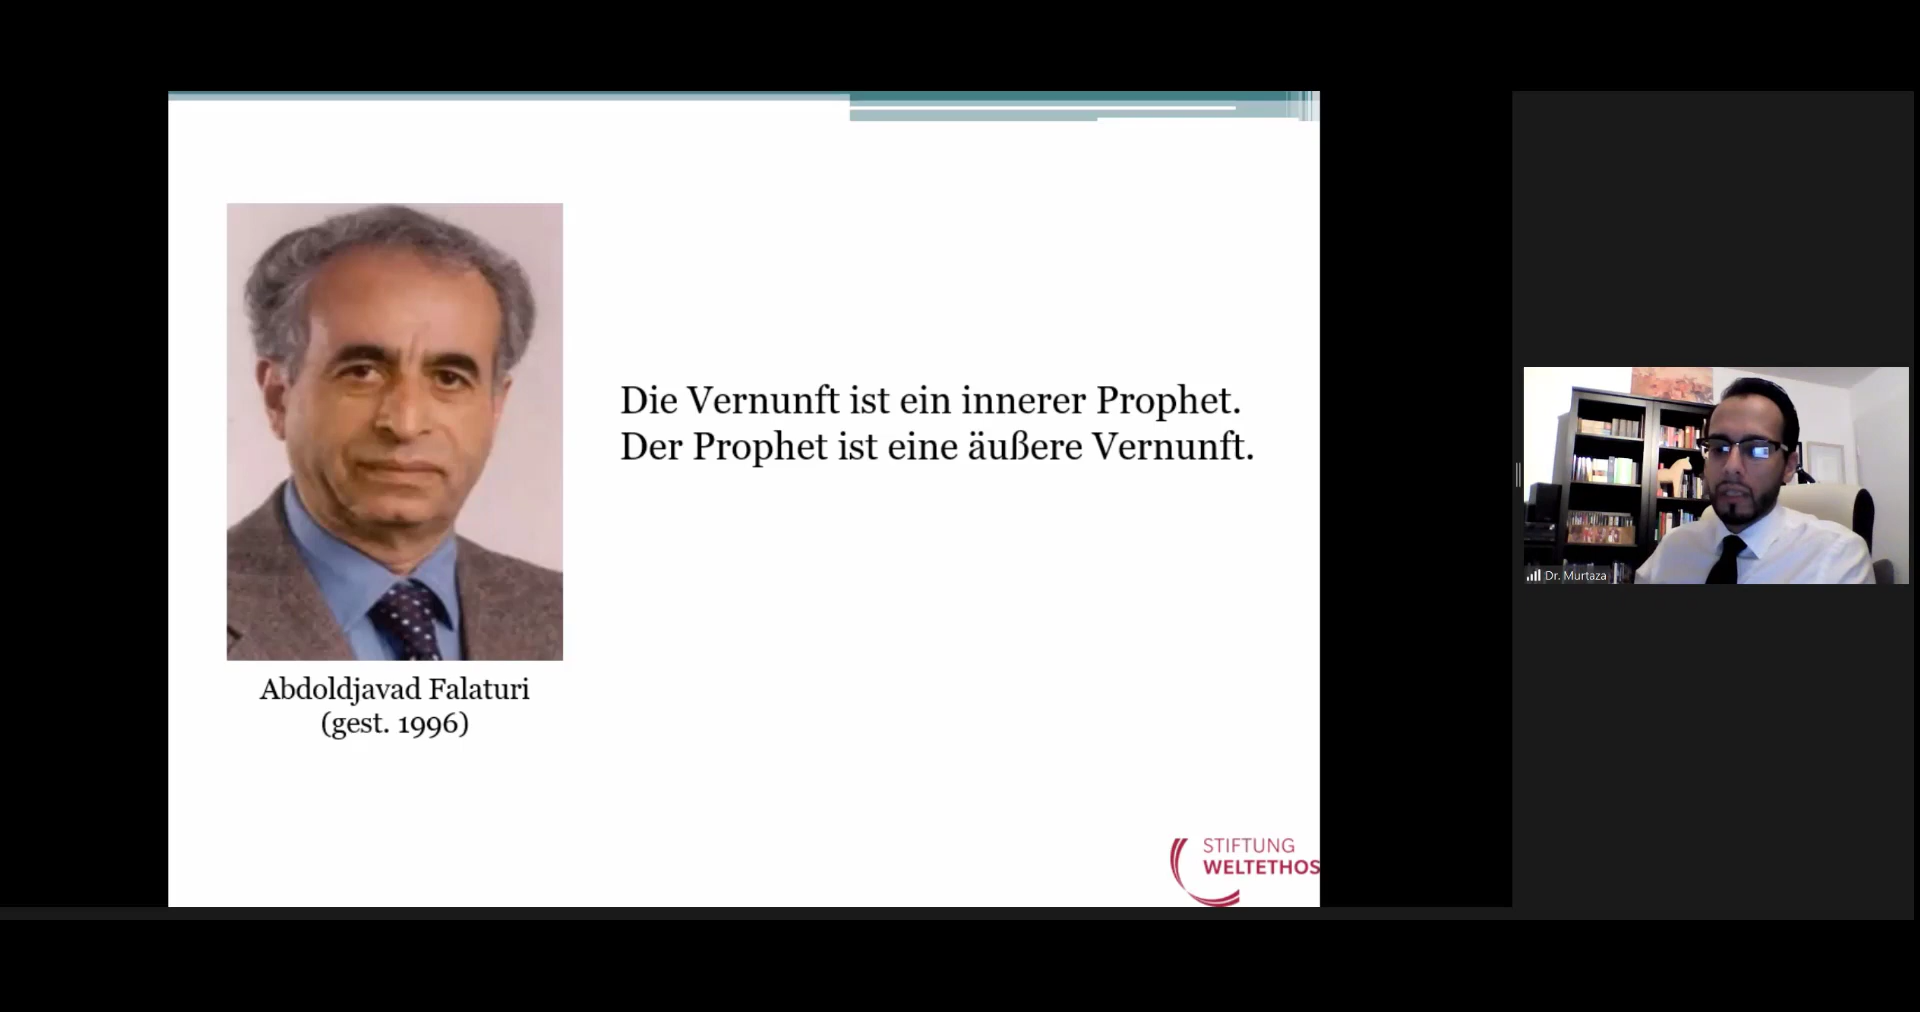 Die Vernunft ist ein innerer Prophet.
Der Prophet ist eine äußere Vernunft.
Abdoldjavad Falaturi
(gest. 1996)
STIFTUNG
WELTETHOS
Dr. Murtaza